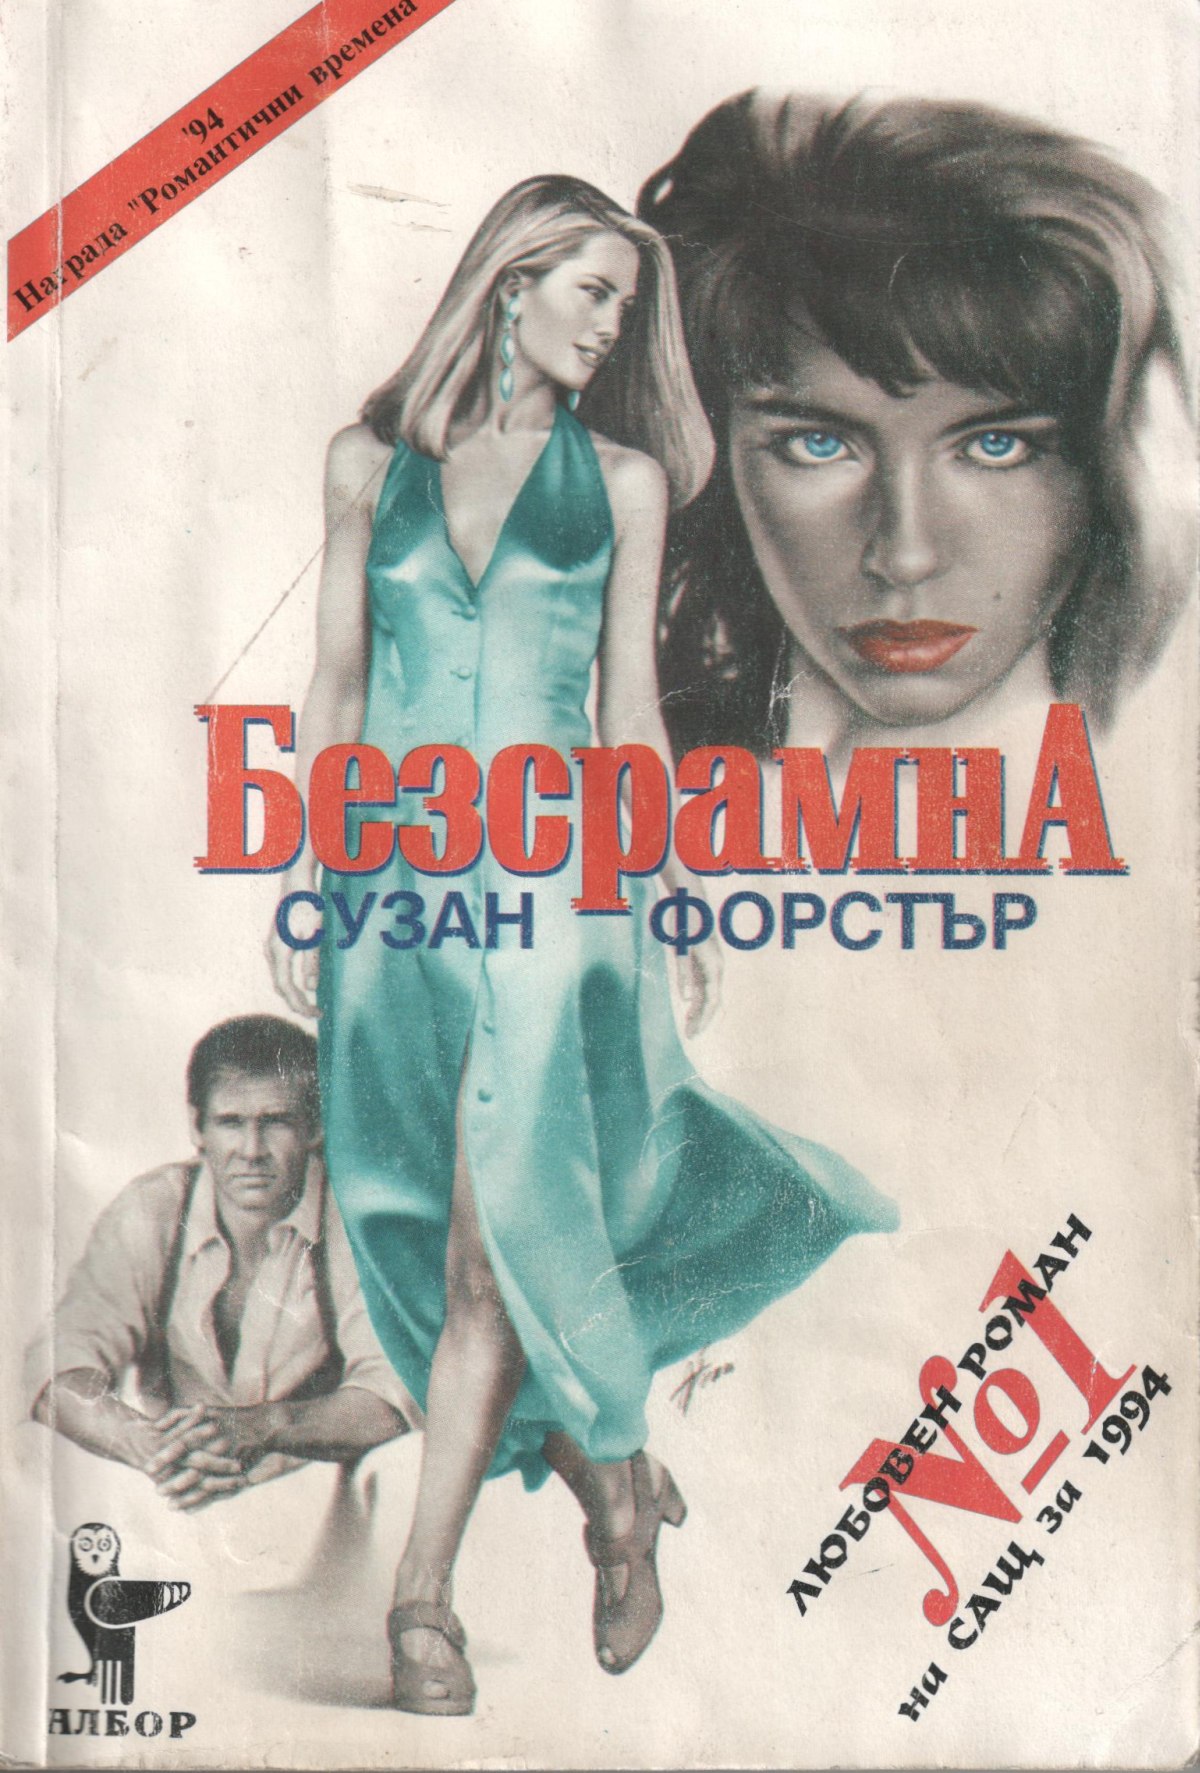 '94
Награда "Романтични времена
Безсрамна
СУЗАН ФОРСТЪР
ЛЮБОВЕН РОМАН
№1
на САЩ за 1994
АЛБОР